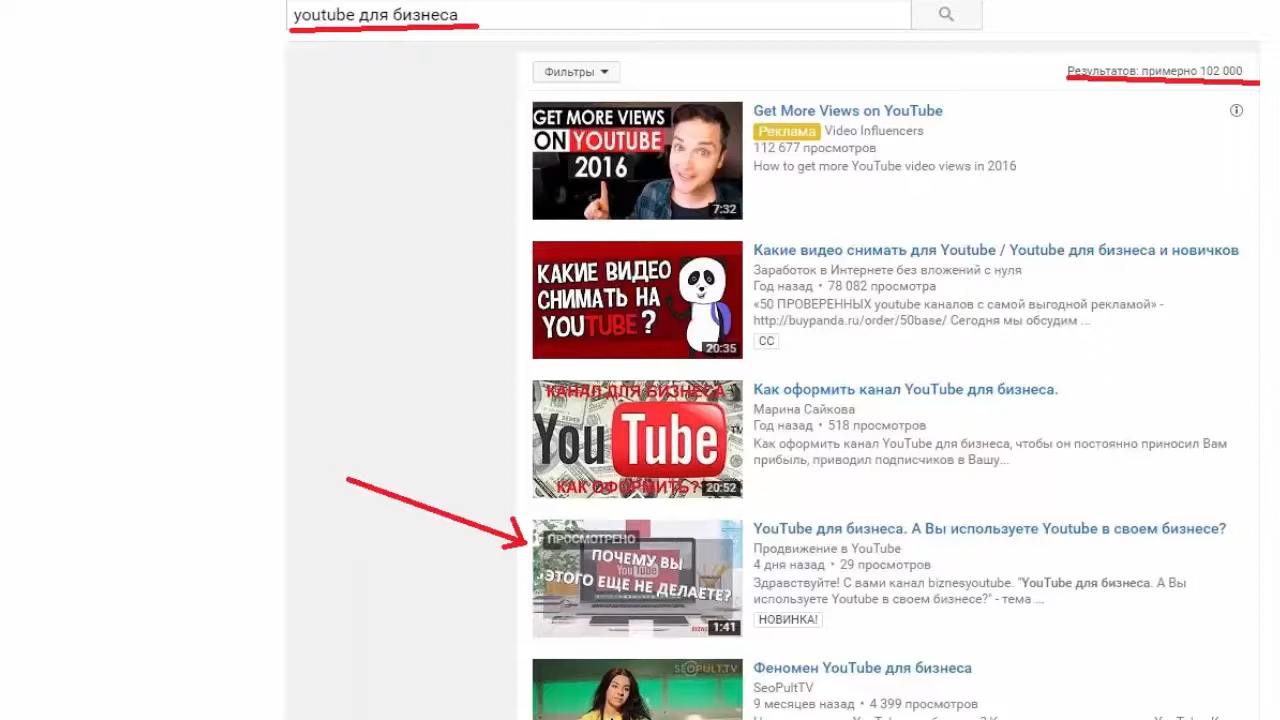 youtube для бизнеса
Фильтры
Результатов: примерно 102 000
GET MORE VIEWS
ON YOUTUBE
2016
7:32
Get More Views on YouTube
Реклама Video Influencers
112 677 просмотров
How to get more YouTube video views in 2016
КАКИЕ ВИДЕО
СНИМАТЬ НА
YOUTUBE?
20:35
Какие видео снимать для Youtube / Youtube для бизнеса и новичков
Заработок в Интернете без вложений с нуля
Год назад • 78 082 просмотра
«50 ПРОВЕРЕННЫХ youtube каналов с самой выгодной рекламой» -
http://buypanda.ru/order/50base/ Сегодня мы обсудим ...
CC
КАНАЛ ДЛЯ БИЗНЕСА
YouTube
TV
КАК ОФОРМИТЬ?
20:52
Как оформить канал YouTube для бизнеса.
Марина Сайкова
Год назад • 518 просмотров
Как оформить канал YouTube для бизнеса, чтобы он постоянно приносил Вам
прибыль, приводил подписчиков в Вашу...
ПРОСМОТРЕНО
ПОЧЕМУ ВЫ
YouTube
ЭТОГО ЕЩЕ НЕ ДЕЛАЕТЕ?
1:41
YouTube для бизнеса. А Вы используете Youtube в своем бизнесе?
Продвижение в YouTube
4 дня назад • 29 просмотров
Здравствуйте! С вами канал biznesyoutube. "YouTube для бизнеса. А Вы
используете Youtube в своем бизнесе?" - тема ...
НОВИНКА!
SEOPULT.TV
Феномен YouTube для бизнеса
SeoPultTV
9 месяцев назад • 4 399 просмотров